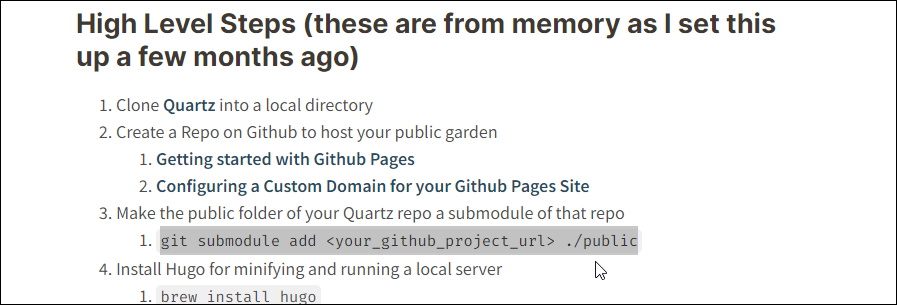 High Level Steps (these are from memory as I set this
up a few months ago)
1. Clone Quartz into a local directory
2. Create a Repo on Github to host your public garden
1. Getting started with Github Pages
2. Configuring a Custom Domain for your Github Pages Site
3. Make the public folder of your Quartz repo a submodule of that repo
1. git submodule add <your_github_project_url> ./public
4. Install Hugo for minifying and running a local server
1. brew install hugo